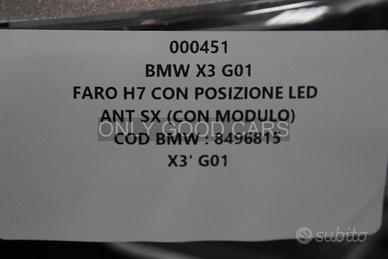 000451
BMW X3 G01
FARO H7 CON POSIZIONE LED
ANT SX (CON MODULO)
ONLY GOOD CARS
COD BMW : 8496815
X3' G01
subito